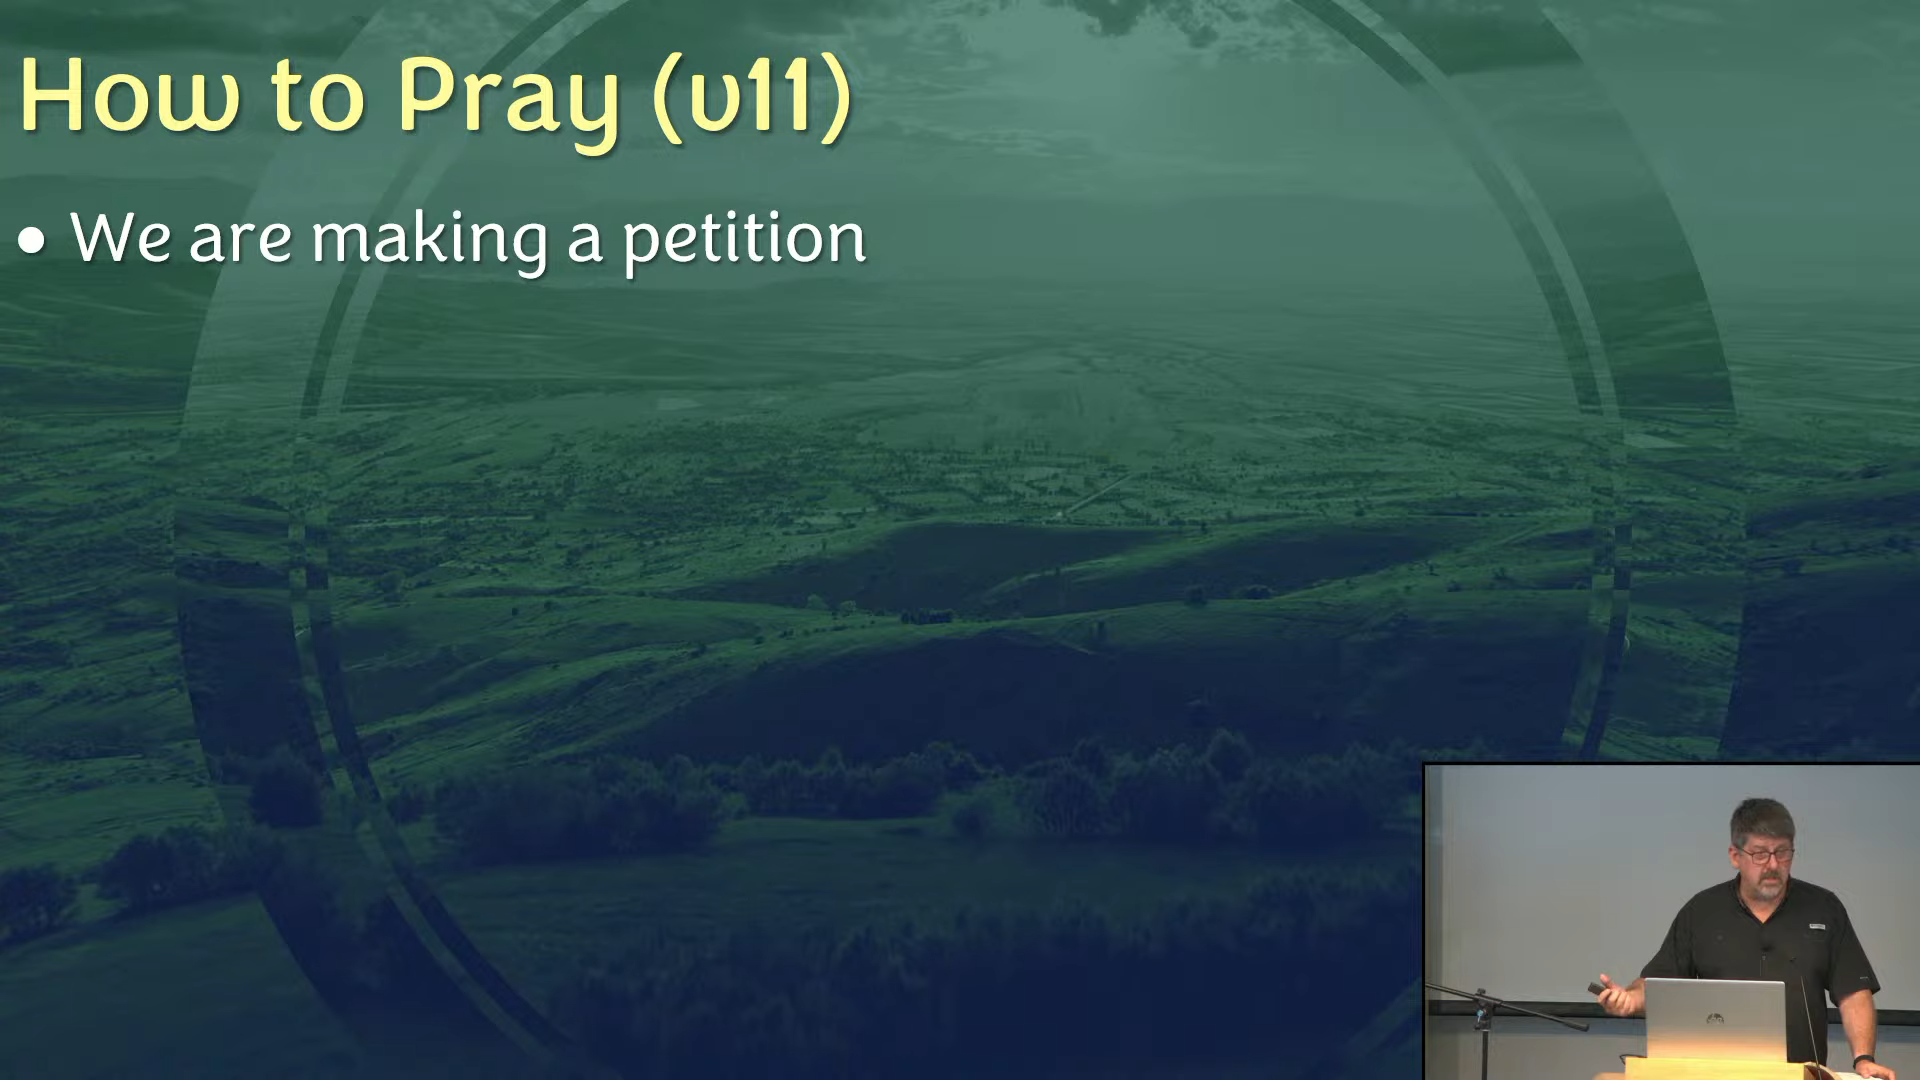 How to Pray (v11)
• We are making a petition